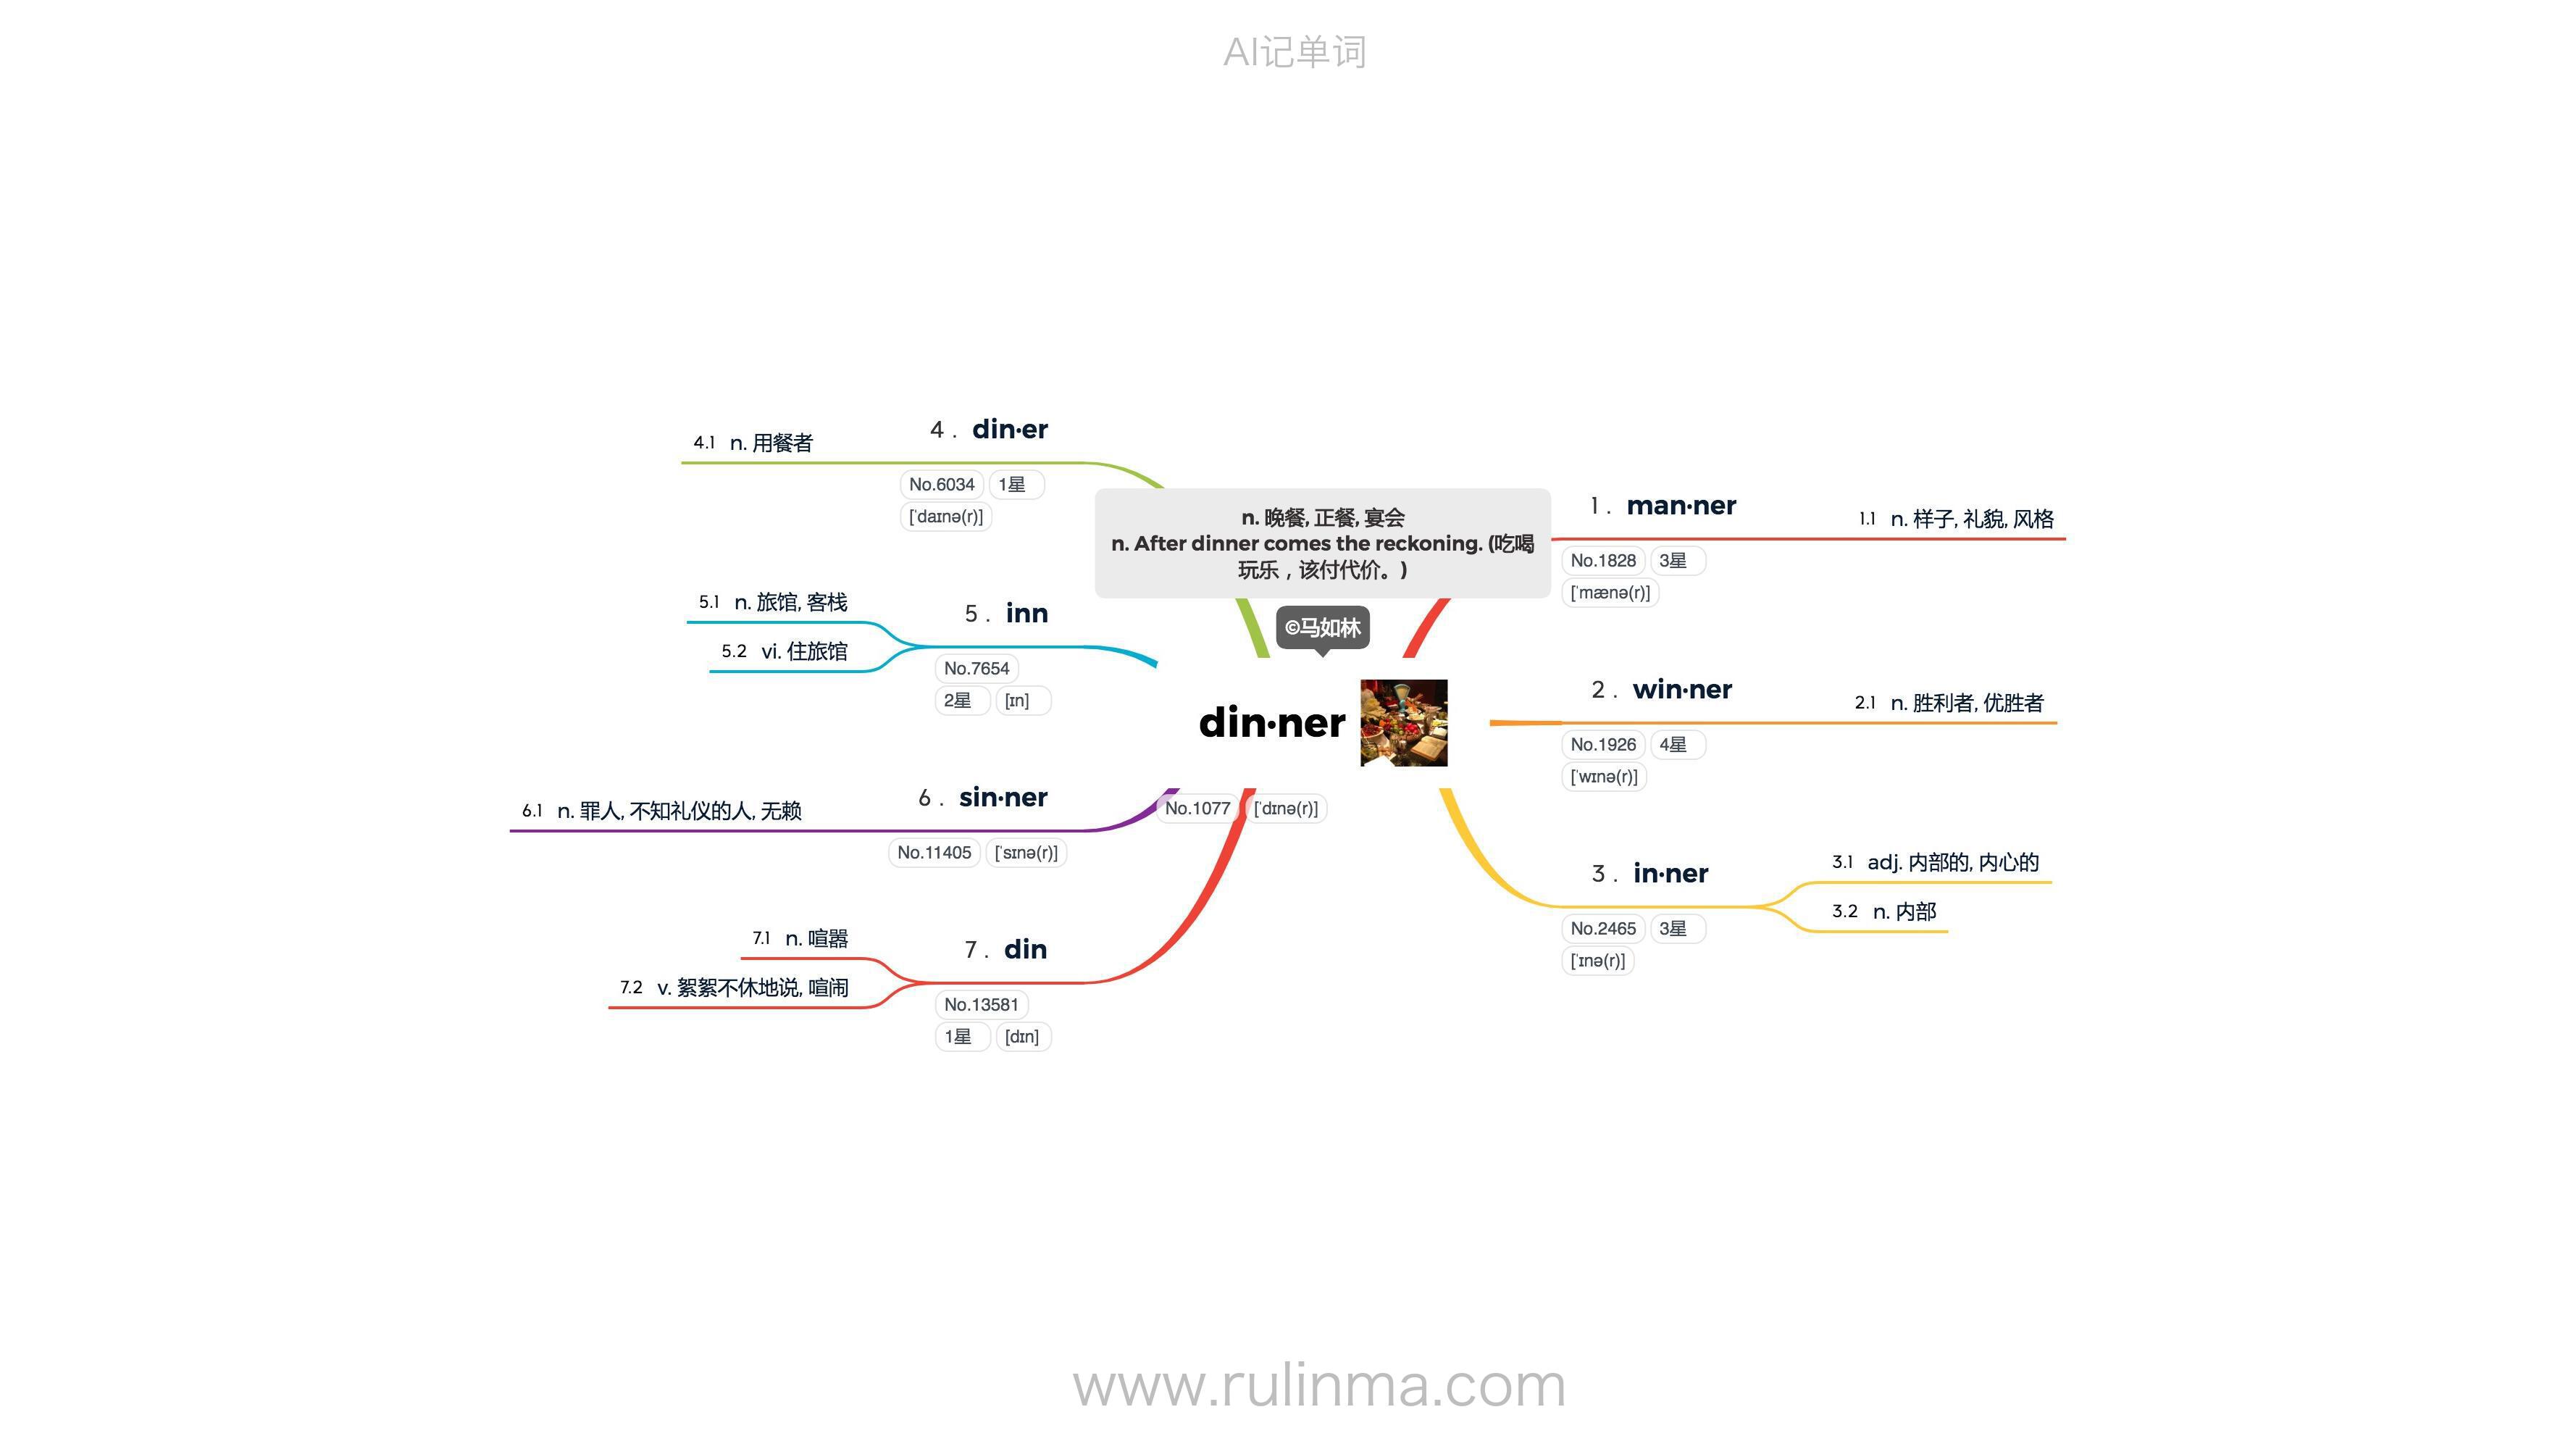 AI记单词
n. 晚餐, 正餐, 宴会
n. After dinner comes the reckoning. (吃喝
玩乐，该付代价。)
©马如林
din·ner
No.1077 [ˈdɪnə(r)]
1. man·ner
No.1828 3星
[ˈmænə(r)]
1.1 n. 样子, 礼貌, 风格
2. win·ner
No.1926 4星
[ˈwɪnə(r)]
2.1 n. 胜利者, 优胜者
3. in·ner
No.2465 3星
[ˈɪnə(r)]
3.1 adj. 内部的, 内心的
3.2 n. 内部
4. din·er
No.6034 1星
[ˈdaɪnə(r)]
4.1 n. 用餐者
5. inn
No.7654
2星 [ɪn]
5.1 n. 旅馆, 客栈
5.2 vi. 住旅馆
6. sin·ner
No.11405 [ˈsɪnə(r)]
6.1 n. 罪人, 不知礼仪的人, 无赖
7. din
No.13581
1星 [dɪn]
7.1 n. 喧嚣
7.2 v. 絮絮不休地说, 喧闹
www.rulinma.com